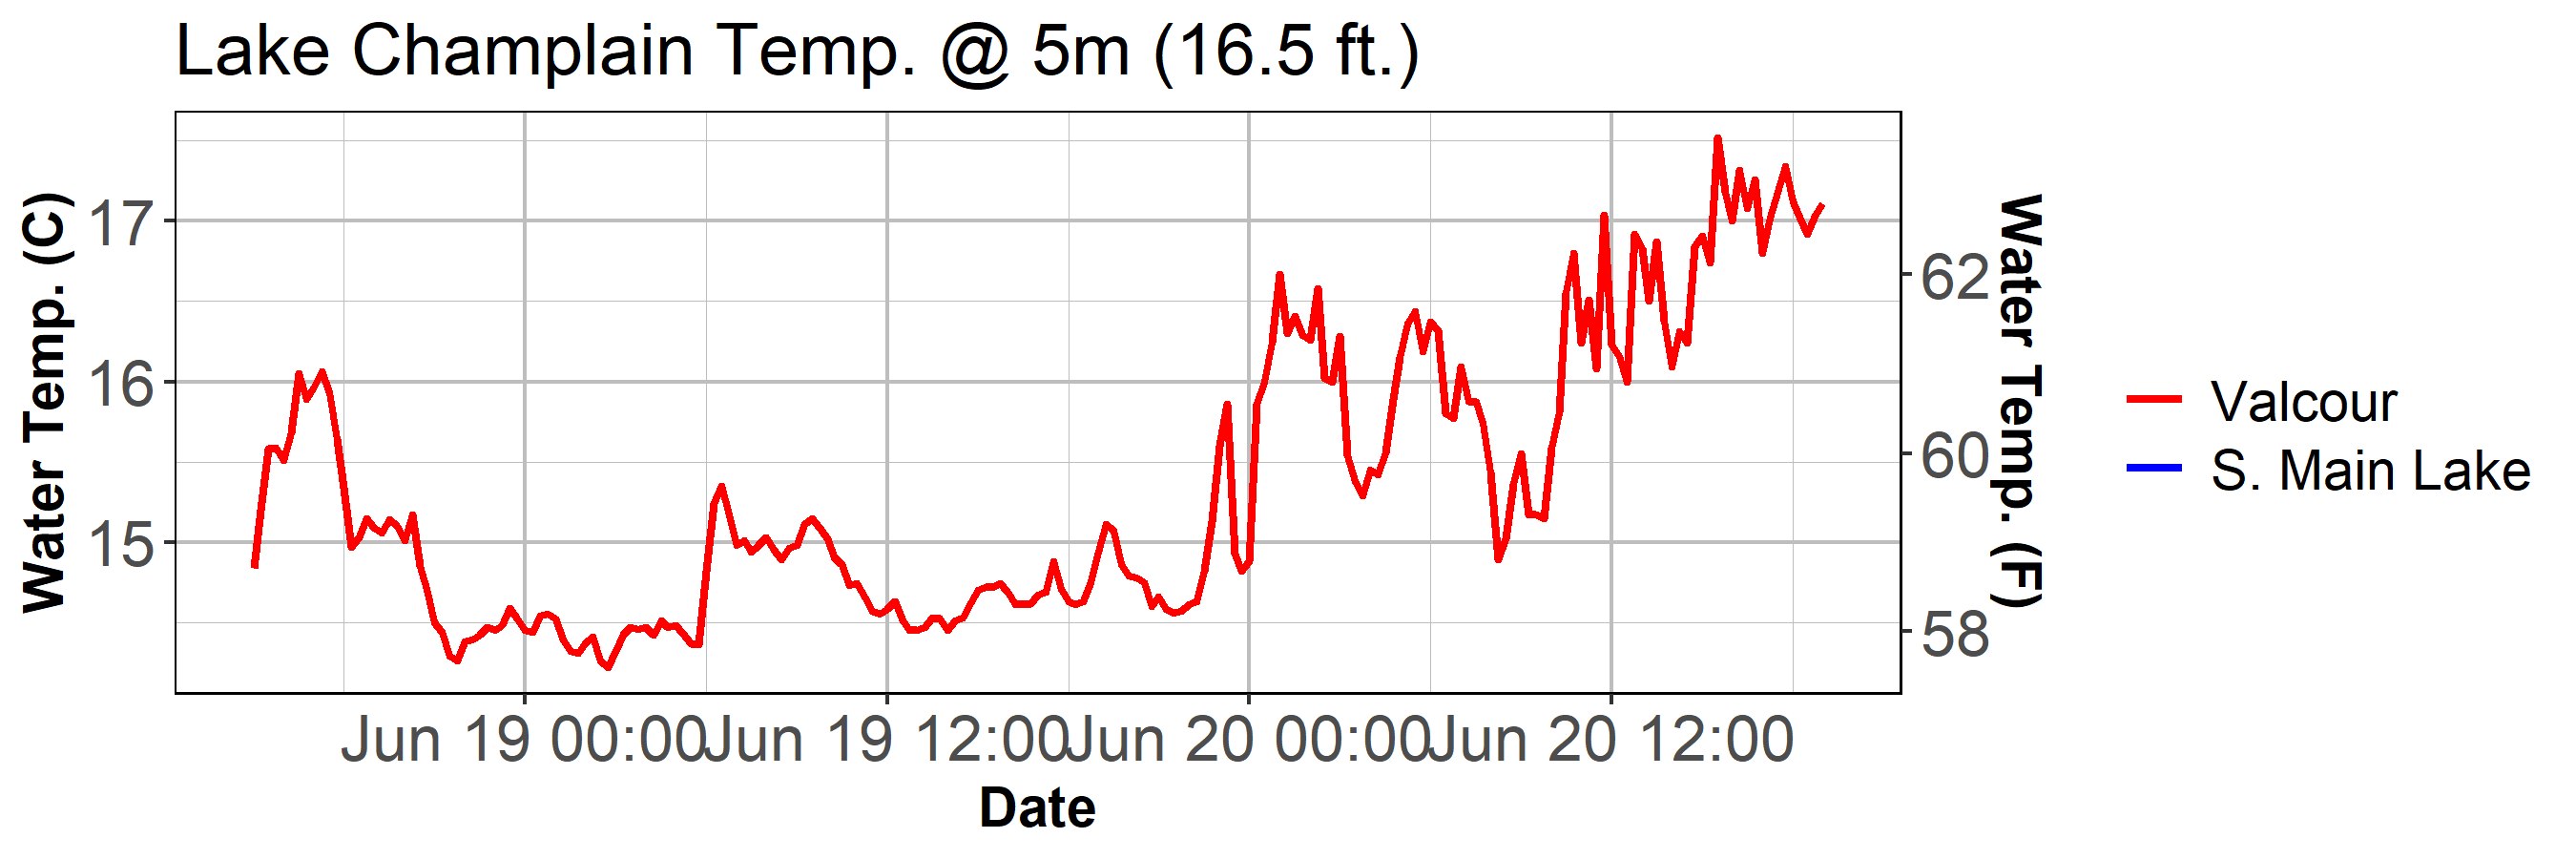 Lake Champlain Temp. @ 5m (16.5 ft.)
Water Temp. (C)
17
16
15
62
60
58
Water Temp. (F)
Jun 19 00:00 Jun 19 12:00 Jun 20 00:00 Jun 20 12:00
Date
Valcour
S. Main Lake